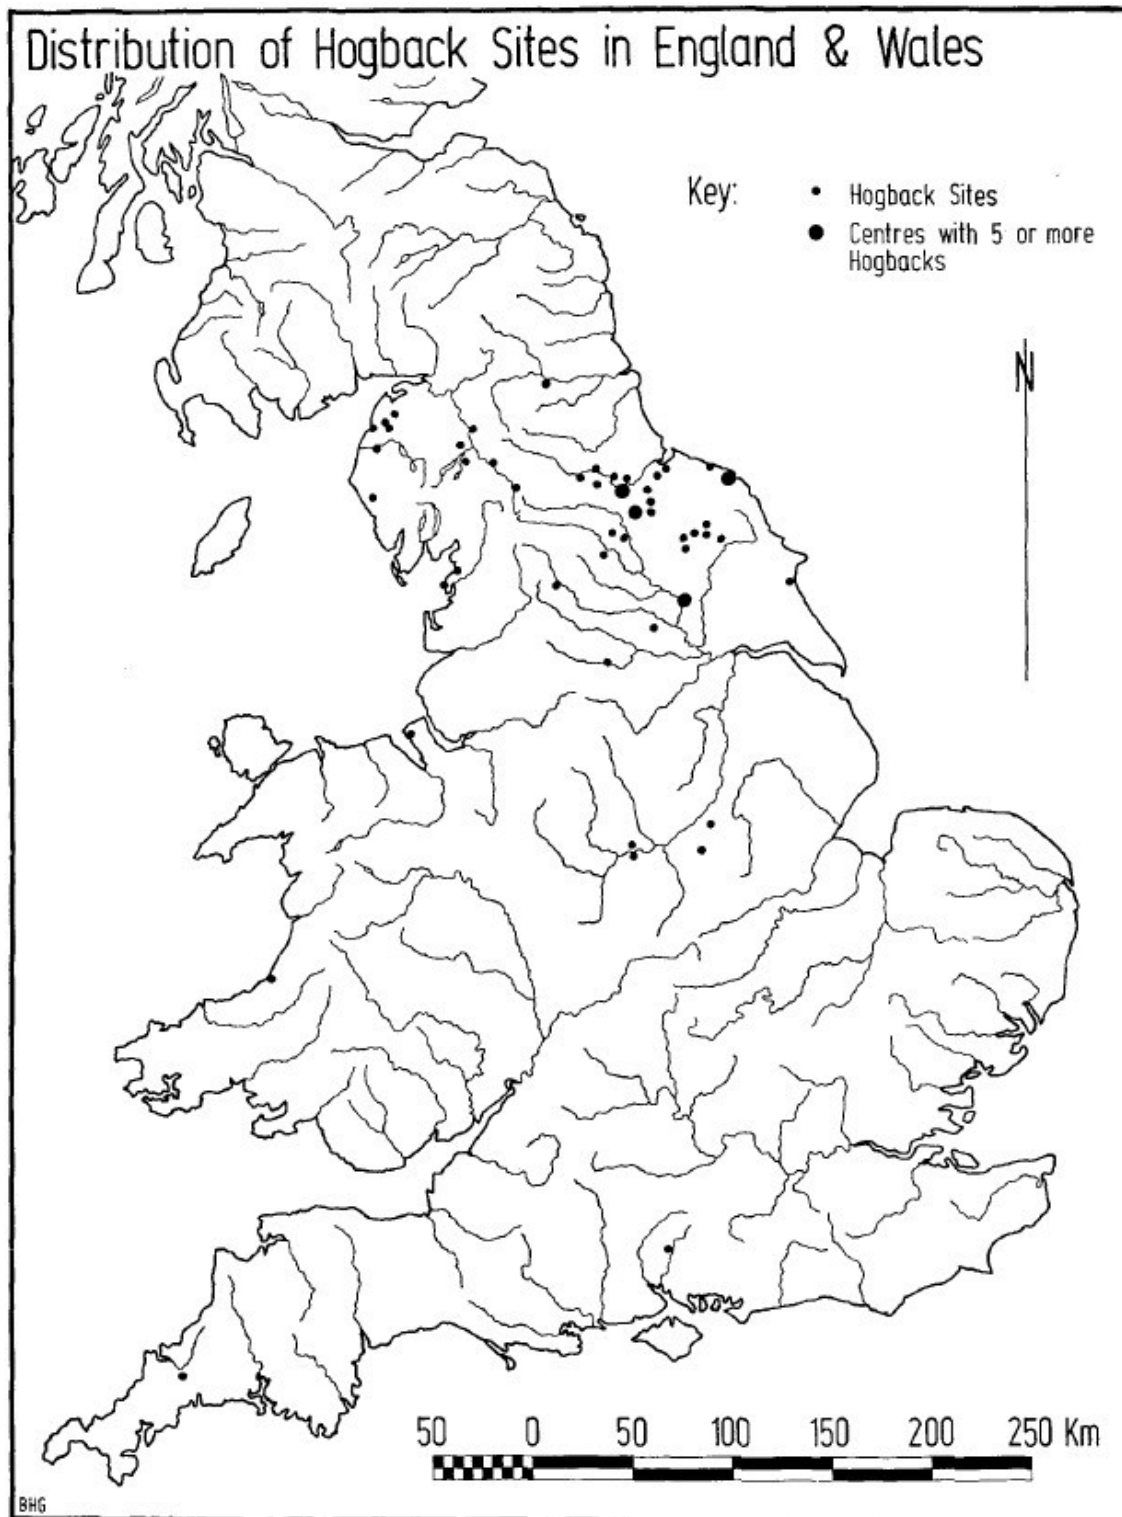 Distribution of Hogback Sites in England & Wales
Key:
Hogback Sites
Centres with 5 or more
Hogbacks
N
50 0 50 100 150 200 250 Km
BHG